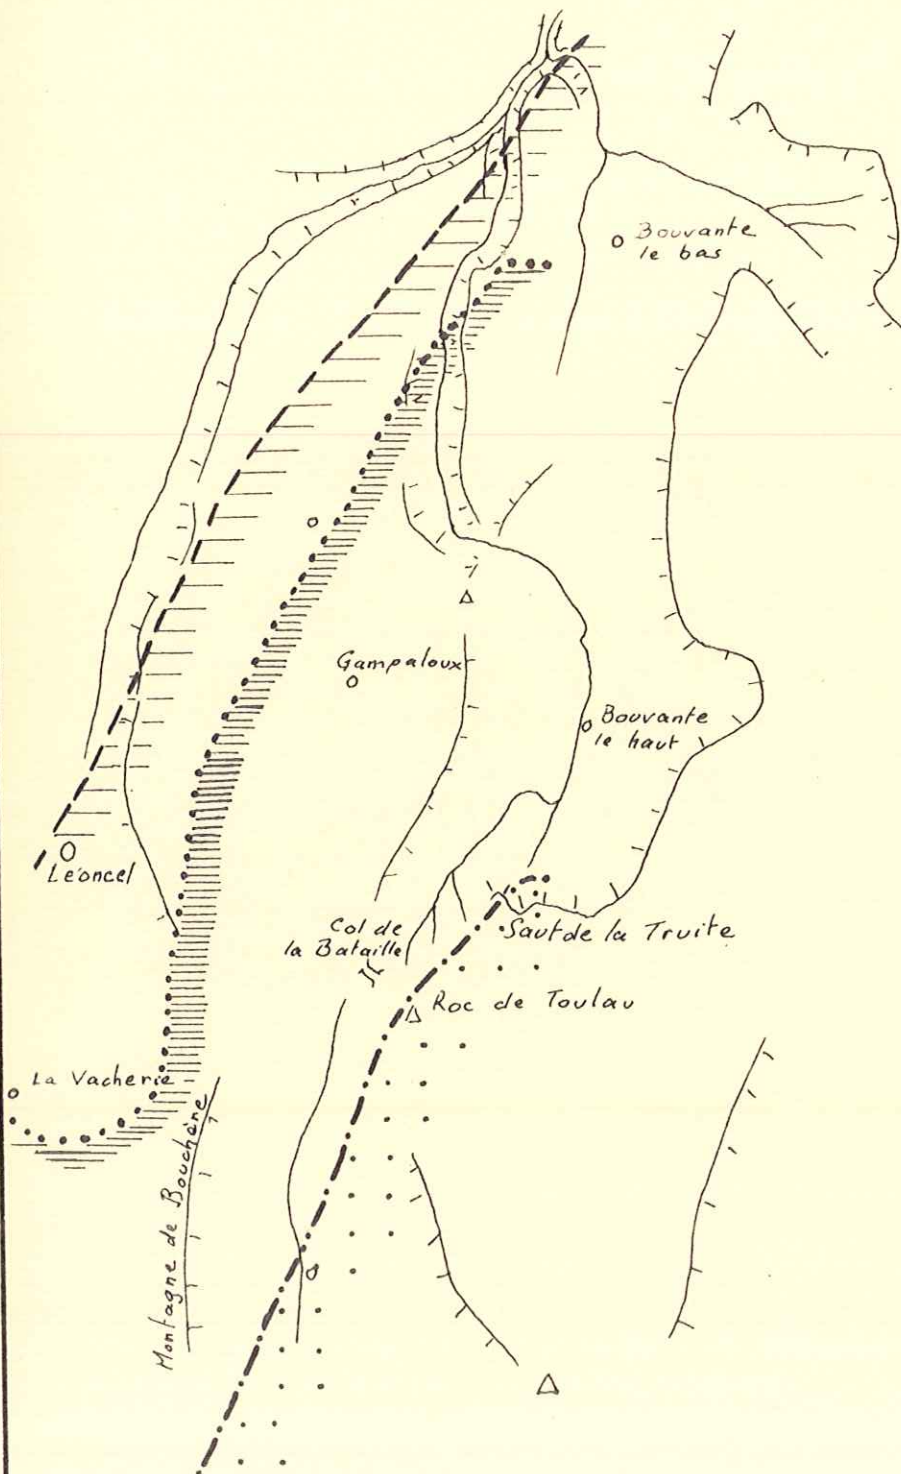 Bouvante
le bas
Gampaloux
Bouvante
le haut
Léoncel
Col de
la Bataille
Saut de la Truite
Roc de Toulau
La Vacherie
Montagne de Bouchère